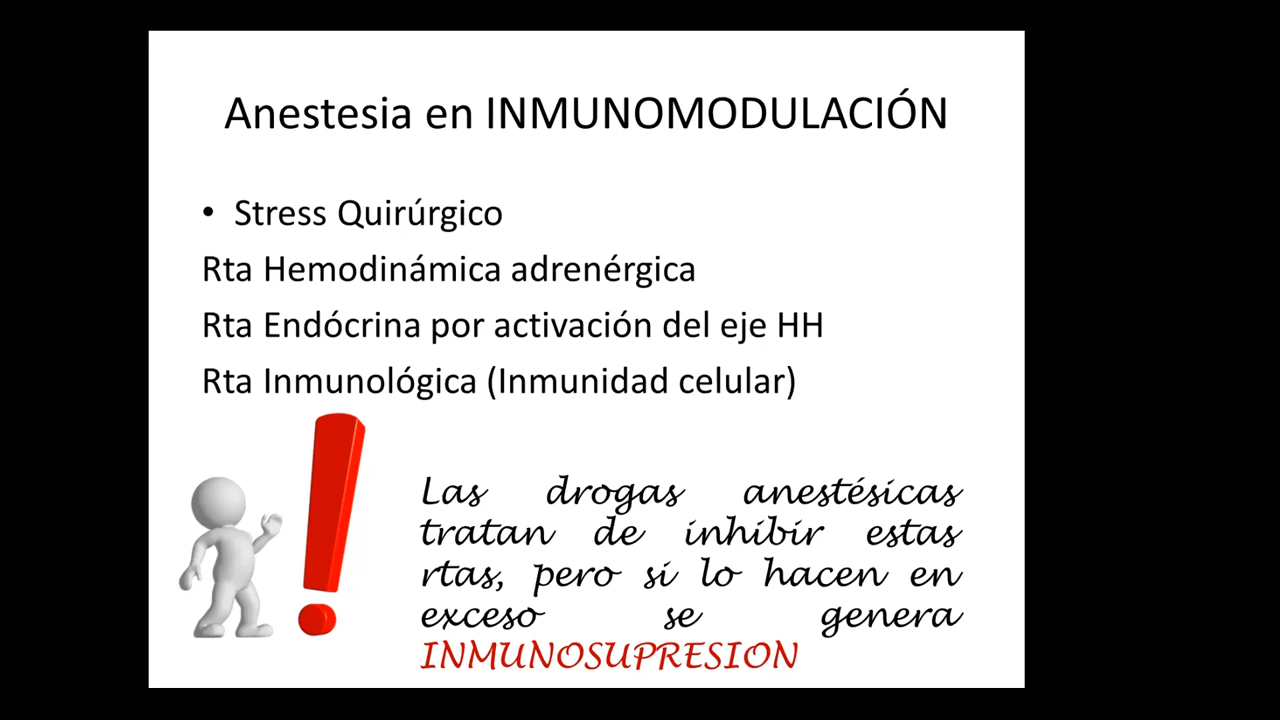 Anestesia en INMUNOMODULACIÓN
• Stress Quirúrgico
Rta Hemodinámica adrenérgica
Rta Endócrina por activación del eje HH
Rta Inmunológica (Inmunidad celular)
Las drogas anestésicas
tratan de inhibir estas
rtas, pero si lo hacen en
exceso se genera
INMUNOSUPRESION